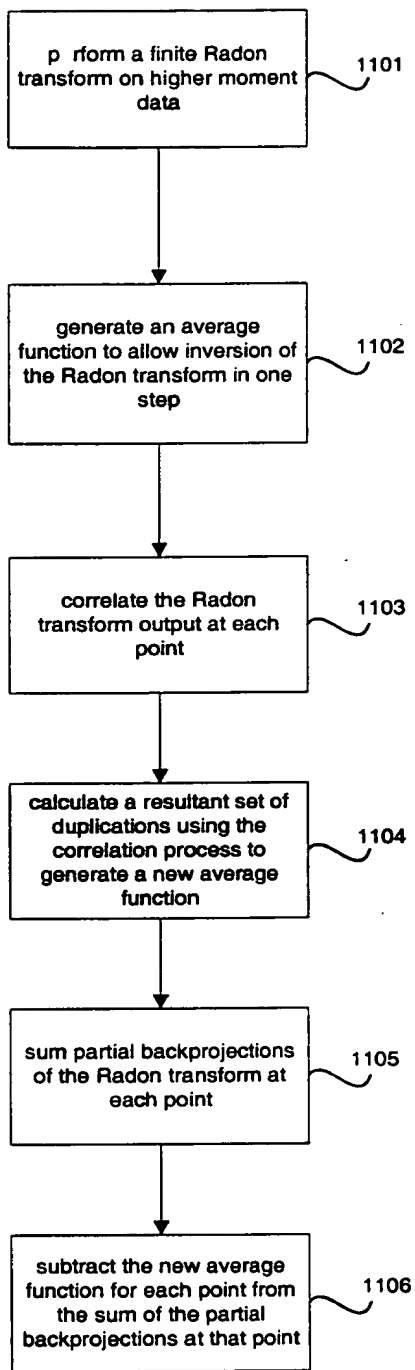 p rform a finite Radon
transform on higher moment
data
1101
generate an average
function to allow inversion of
the Radon transform in one
step
1102
correlate the Radon
transform output at each
point
1103
calculate a resultant set of
duplications using the
correlation process to
generate a new average
function
1104
sum partial backprojections
of the Radon transform at
each point
1105
subtract the new average
function for each point from
the sum of the partial
backprojections at that point
1106